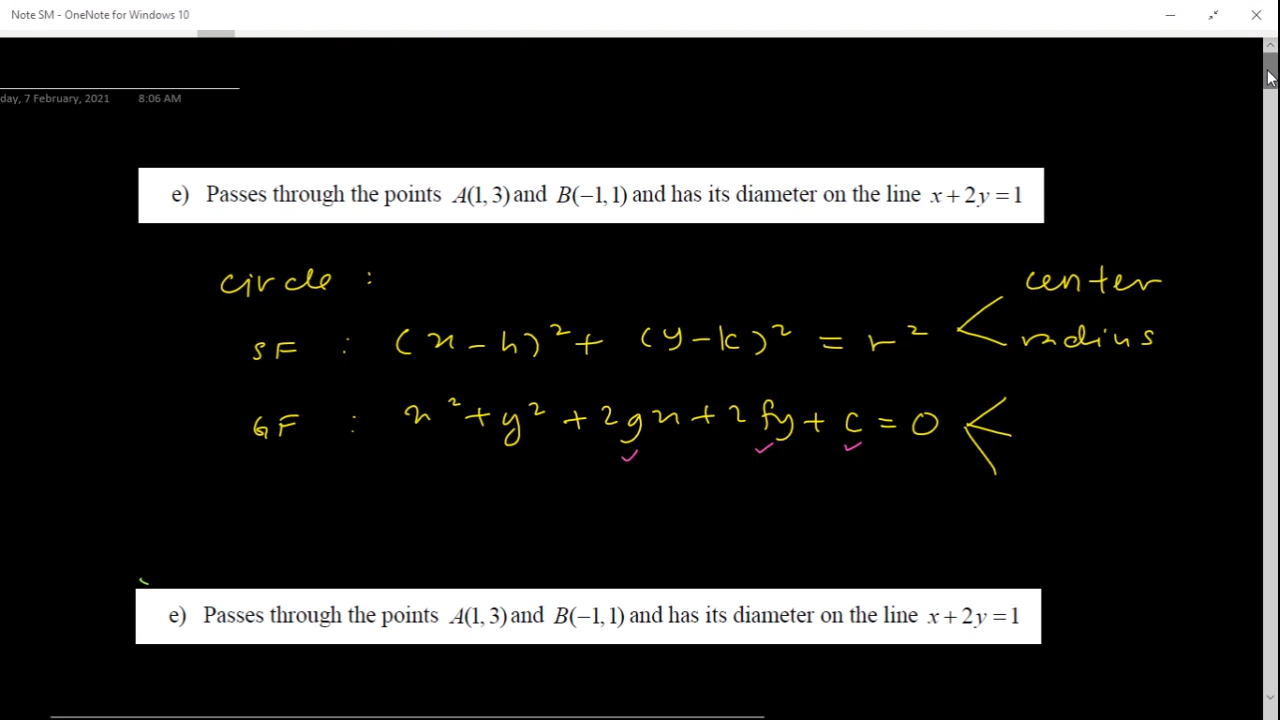 Note SM - OneNote for Windows 10
day, 7 February, 2021 8:06 AM
e) Passes through the points A(1, 3) and B(−1, 1) and has its diameter on the line x + 2y = 1
circle :
center
SF : (x - h)² + (y - k)² = r²
radius
GF : x² + y² + 2gx + 2fy + c = 0
e) Passes through the points A(1, 3) and B(−1, 1) and has its diameter on the line x + 2y = 1